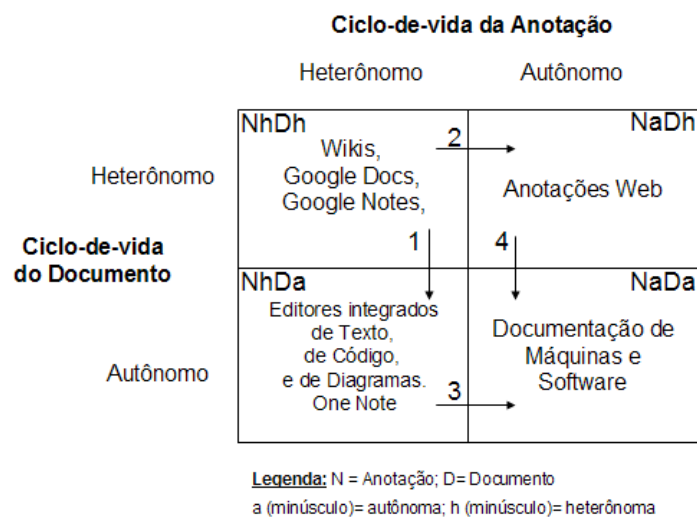 Ciclo-de-vida da Anotação
Heterônomo Autônomo
NhDh
2
NaDh
Wikis,
Google Docs,
Google Notes,
Anotações Web
Heterônomo
Ciclo-de-vida
do Documento
1
4
NhDa
NaDa
Editores integrados
de Texto,
de Código,
e de Diagramas.
One Note
Documentação de
Máquinas e
Software
Autônomo
3
Legenda: N = Anotação; D= Documento
a (minúsculo)= autônoma; h (minúsculo)= heterônoma